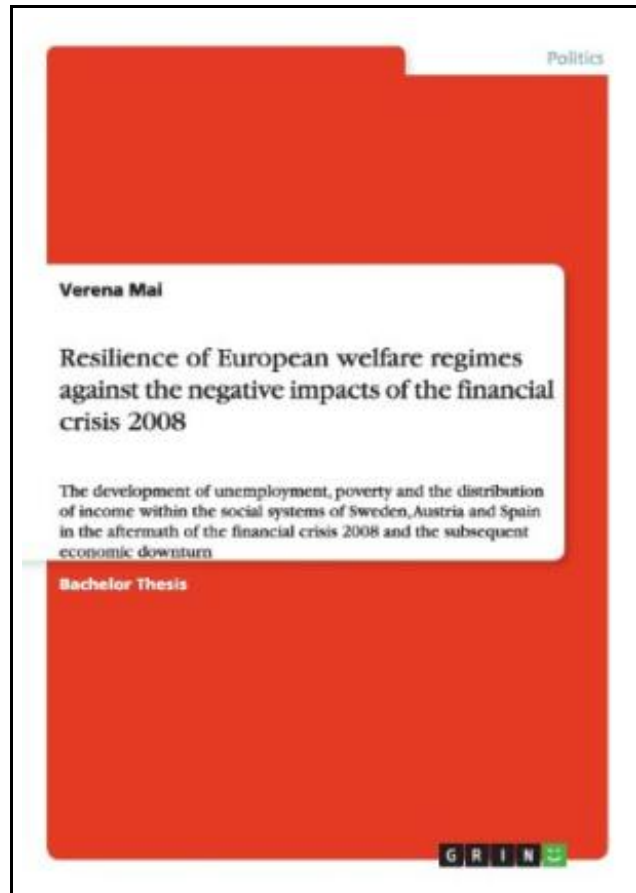 Politics
Verena Mai
Resilience of European welfare regimes
against the negative impacts of the financial
crisis 2008
The development of unemployment, poverty and the distribution
of income within the social systems of Sweden, Austria and Spain
in the aftermath of the financial crisis 2008 and the subsequent
economic downturn
Bachelor Thesis
GRIN